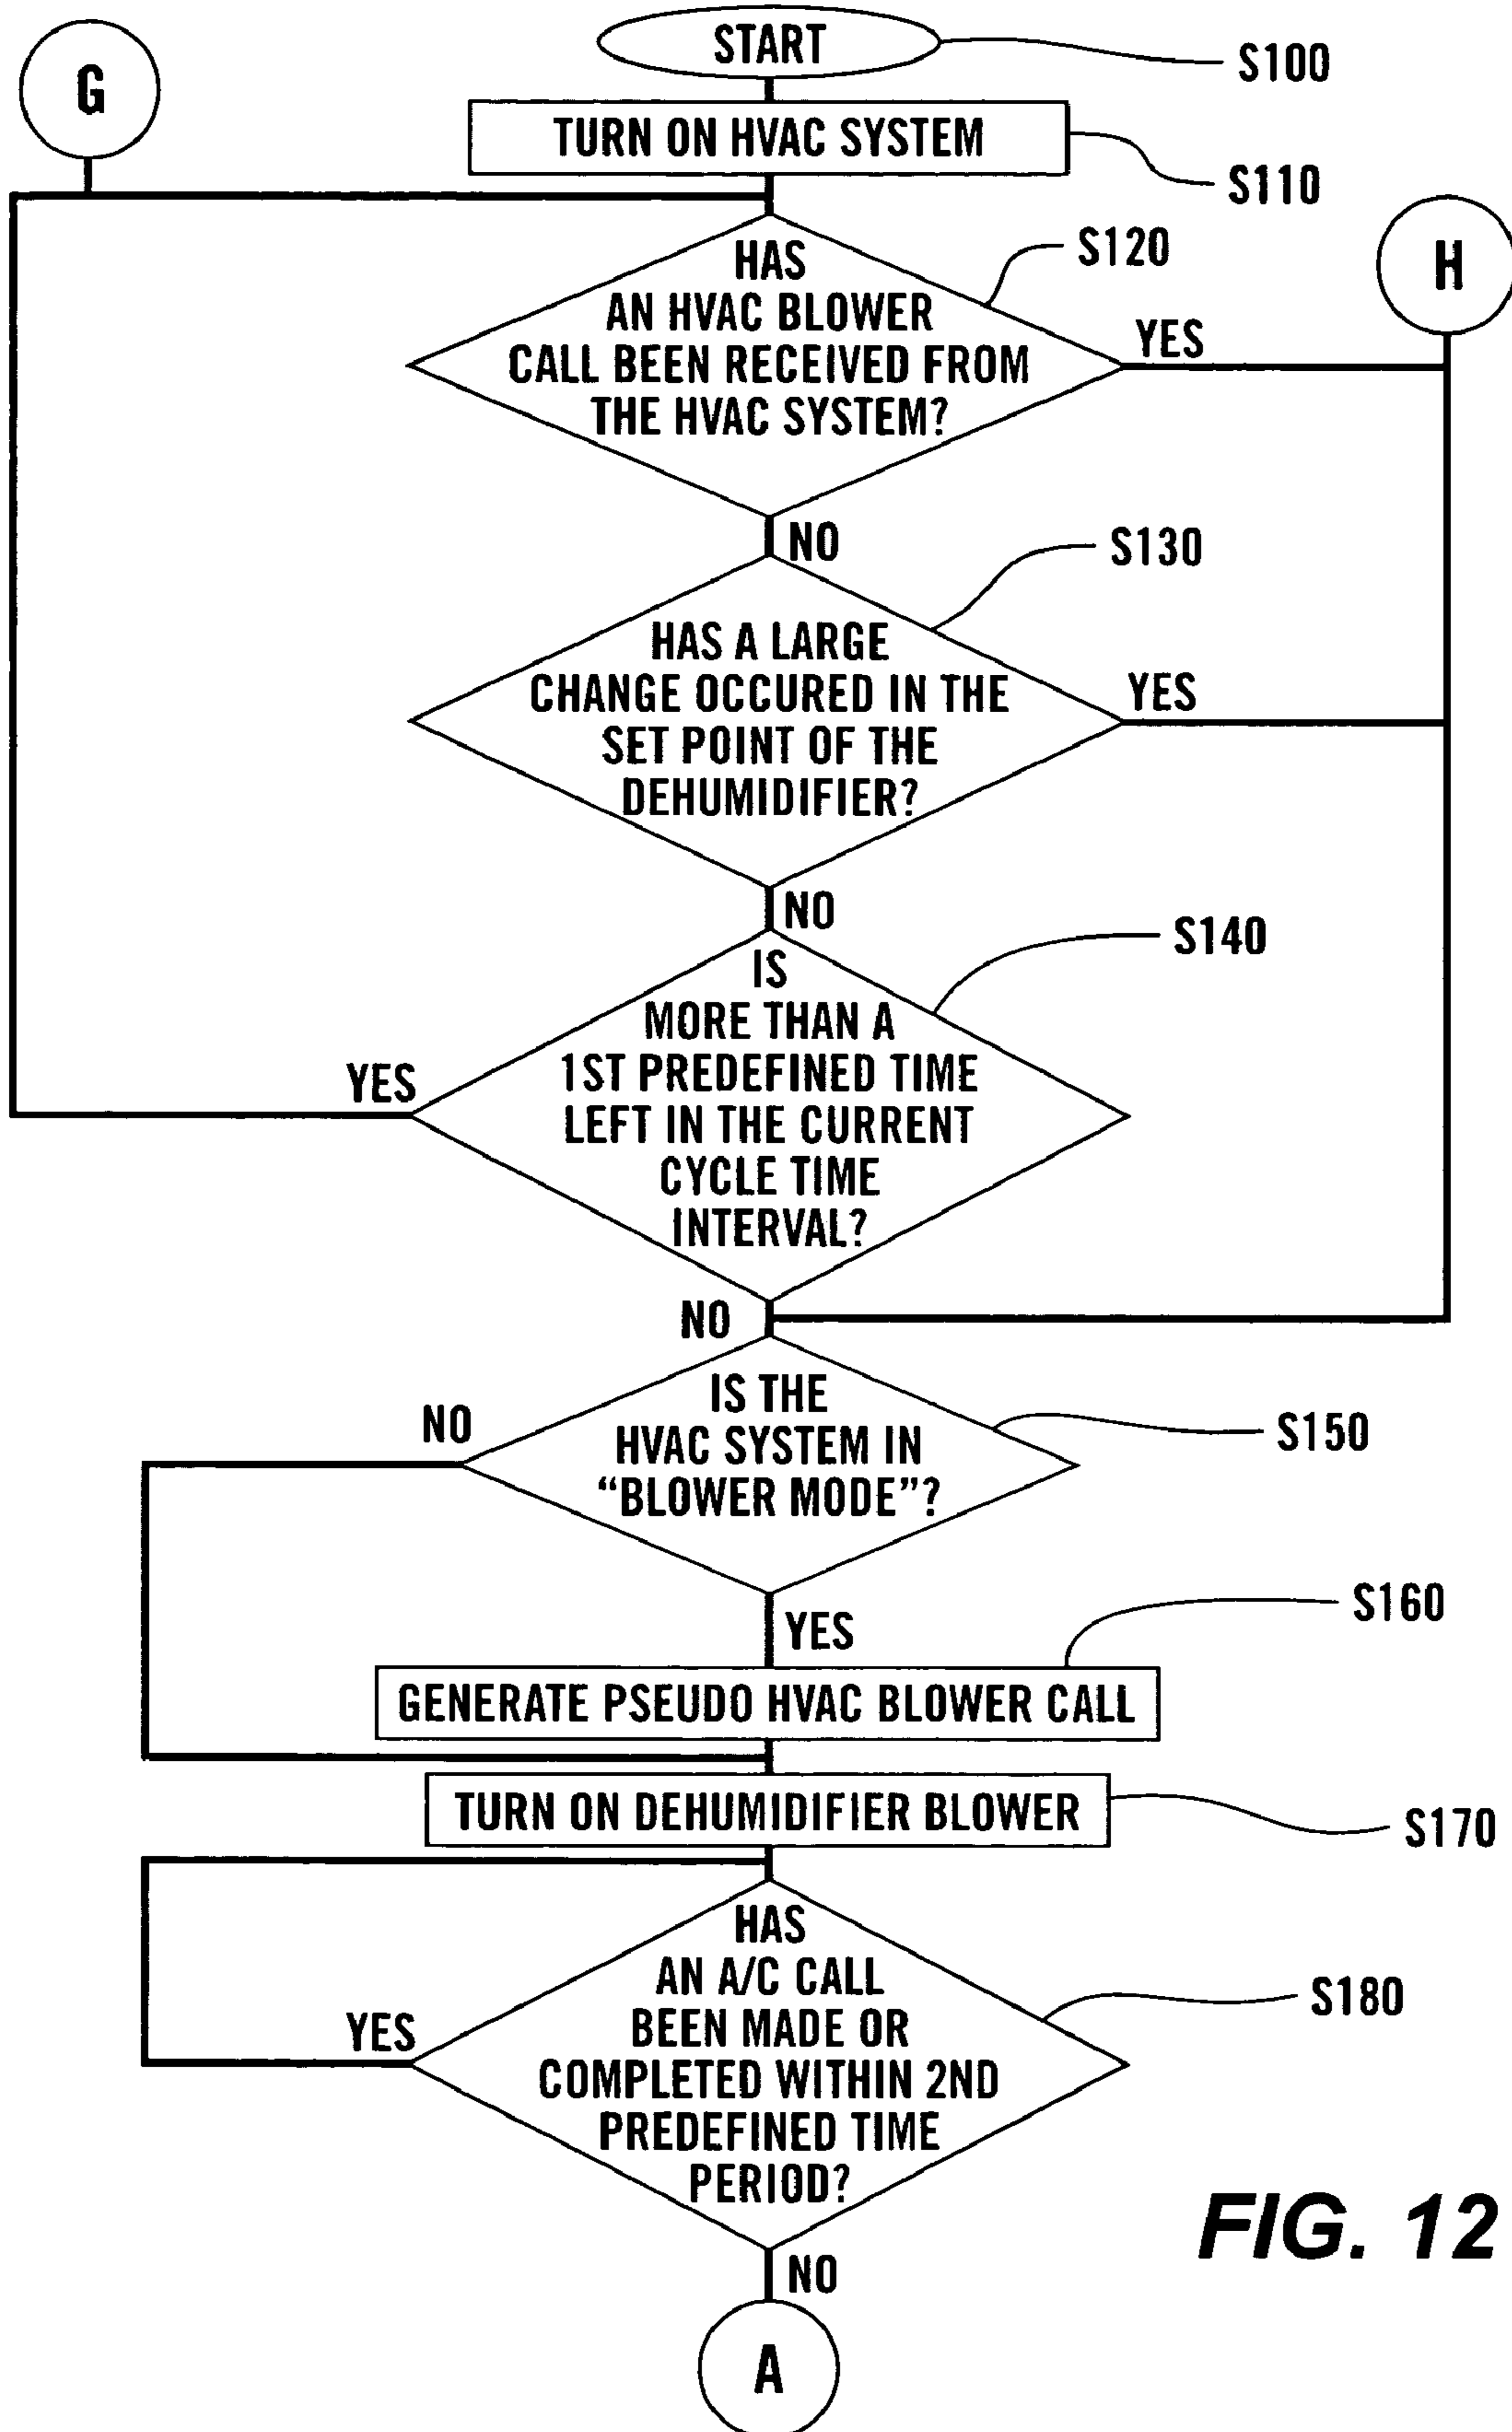 START
S100
G
TURN ON HVAC SYSTEM
S110
HAS
AN HVAC BLOWER
CALL BEEN RECEIVED FROM
THE HVAC SYSTEM?
S120
H
YES
NO
S130
HAS A LARGE
CHANGE OCCURED IN THE
SET POINT OF THE
DEHUMIDIFIER?
YES
NO
S140
IS
MORE THAN A
1ST PREDEFINED TIME
LEFT IN THE CURRENT
CYCLE TIME
INTERVAL?
YES
NO
IS THE
HVAC SYSTEM IN
“BLOWER MODE”?
NO
S150
YES
S160
GENERATE PSEUDO HVAC BLOWER CALL
TURN ON DEHUMIDIFIER BLOWER
S170
HAS
AN A/C CALL
BEEN MADE OR
COMPLETED WITHIN 2ND
PREDEFINED TIME
PERIOD?
S180
YES
NO
FIG. 12
A